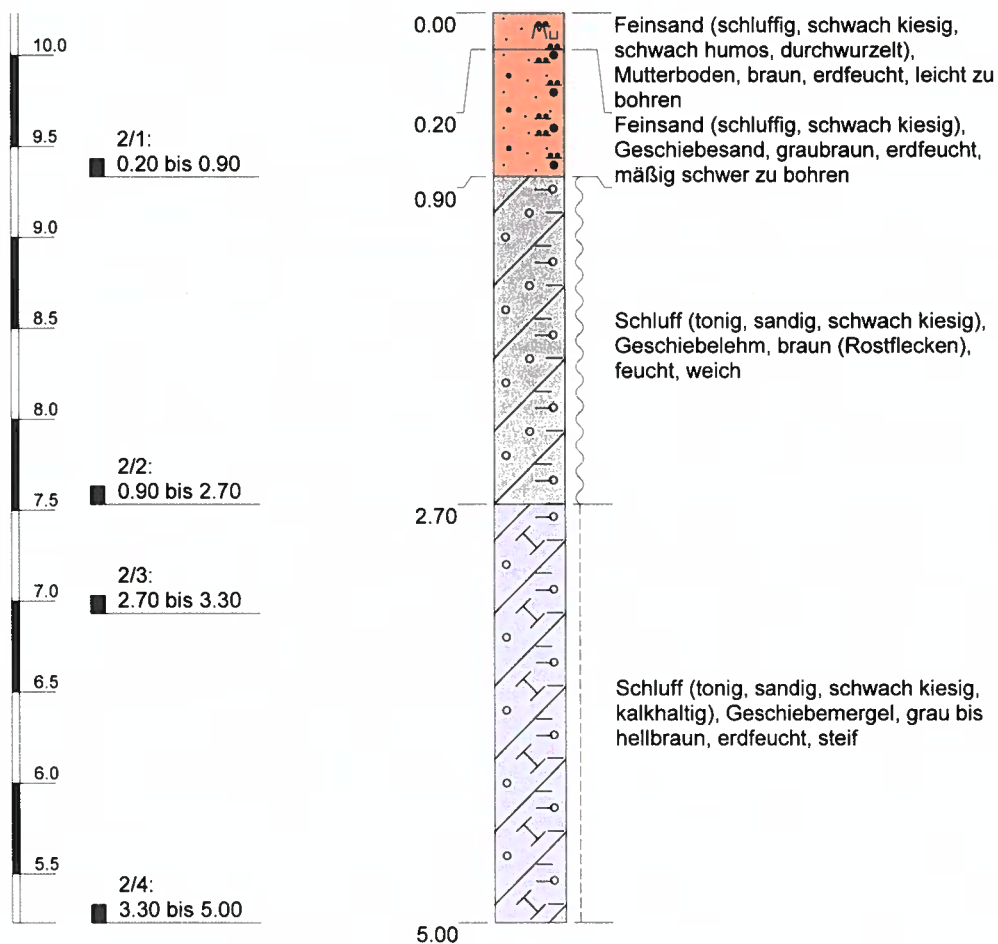 10.0
9.5
9.0
8.5
8.0
7.5
7.0
6.5
6.0
5.5
2/1:
0.20 bis 0.90
2/2:
0.90 bis 2.70
2/3:
2.70 bis 3.30
2/4:
3.30 bis 5.00
0.00
0.20
0.90
2.70
5.00
Mu
Feinsand (schluffig, schwach kiesig,
schwach humos, durchwurzelt),
Mutterboden, braun, erdfeucht, leicht zu
bohren
Feinsand (schluffig, schwach kiesig),
Geschiebesand, graubraun, erdfeucht,
mäßig schwer zu bohren
Schluff (tonig, sandig, schwach kiesig),
Geschiebelehm, braun (Rostflecken),
feucht, weich
Schluff (tonig, sandig, schwach kiesig,
kalkhaltig), Geschiebemergel, grau bis
hellbraun, erdfeucht, steif